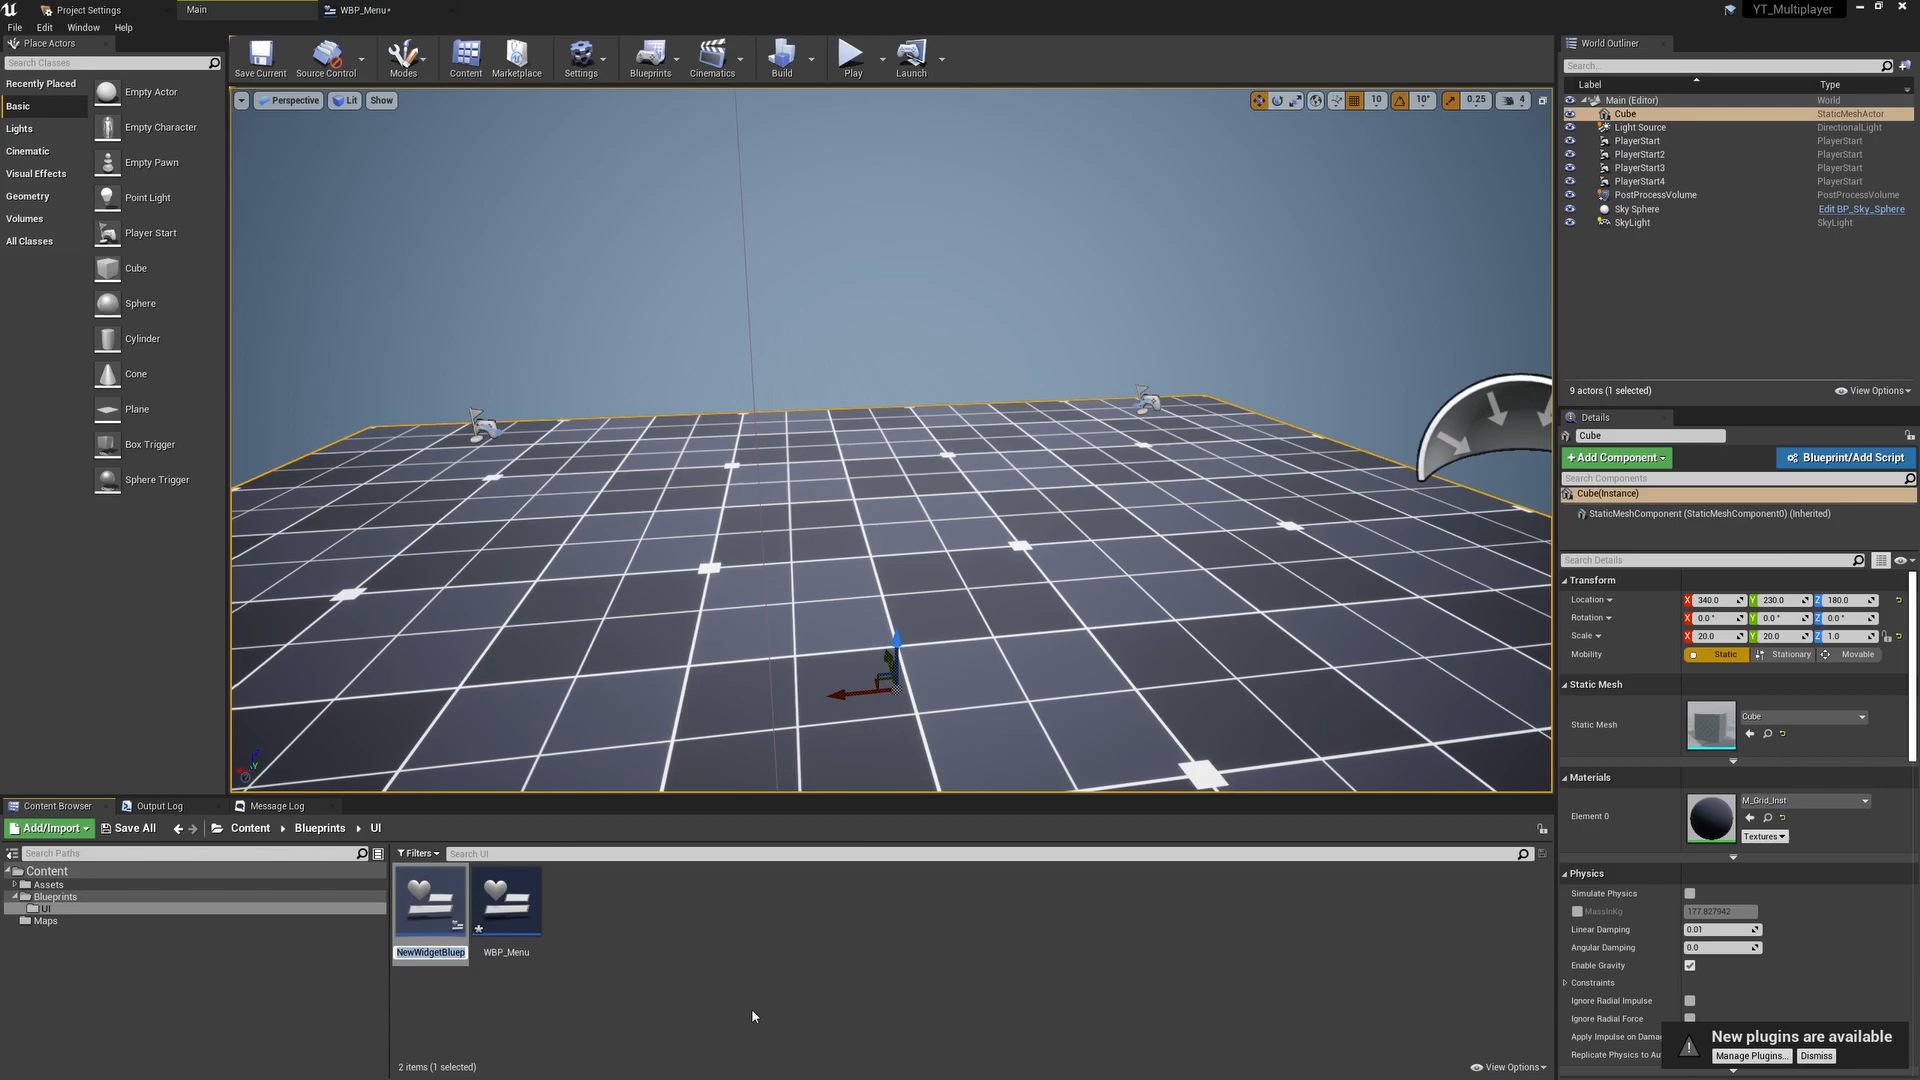 Project Settings
Main
WBP_Menu*
YT_Multiplayer
File
Edit
Window
Help
Place Actors
Search Classes
Recently Placed
Basic
Lights
Cinematic
Visual Effects
Geometry
Volumes
All Classes
Empty Actor
Empty Character
Empty Pawn
Point Light
Player Start
Cube
Sphere
Cylinder
Cone
Plane
Box Trigger
Sphere Trigger
Save Current
Source Control
Modes
Content
Marketplace
Settings
Blueprints
Cinematics
Build
Play
Launch
Perspective
Lit
Show
10
10°
0.25
4
World Outliner
Search...
Label
Type
Main (Editor)
World
Cube
StaticMeshActor
Light Source
DirectionalLight
PlayerStart
PlayerStart
PlayerStart2
PlayerStart
PlayerStart3
PlayerStart
PlayerStart4
PlayerStart
PostProcessVolume
PostProcessVolume
Sky Sphere
Edit BP_Sky_Sphere
SkyLight
SkyLight
9 actors (1 selected)
View Options
Details
Cube
+Add Component
Blueprint/Add Script
Search Components
Cube(Instance)
StaticMeshComponent (StaticMeshComponent0) (Inherited)
Search Details
Transform
Location
X 340.0
Y 230.0
Z 180.0
Rotation
X 0.0 °
Y 0.0 °
Z 0.0 °
Scale
X 20.0
Y 20.0
Z 1.0
Mobility
Static
Stationary
Movable
Static Mesh
Static Mesh
Cube
Materials
Element 0
M_Grid_Inst
Textures
Physics
Simulate Physics
MassInKg
177.827942
Linear Damping
0.01
Angular Damping
0.0
Enable Gravity
Constraints
Ignore Radial Impulse
Ignore Radial Force
Apply Impulse on Dama
Replicate Physics to Au
New plugins are available
Manage Plugins...
Dismiss
Content Browser
Output Log
Message Log
Add/Import
Save All
Content
Blueprints
UI
Search Paths
Filters
Search UI
Content
Assets
Blueprints
UI
Maps
NewWidgetBluep
WBP_Menu
2 items (1 selected)
View Options